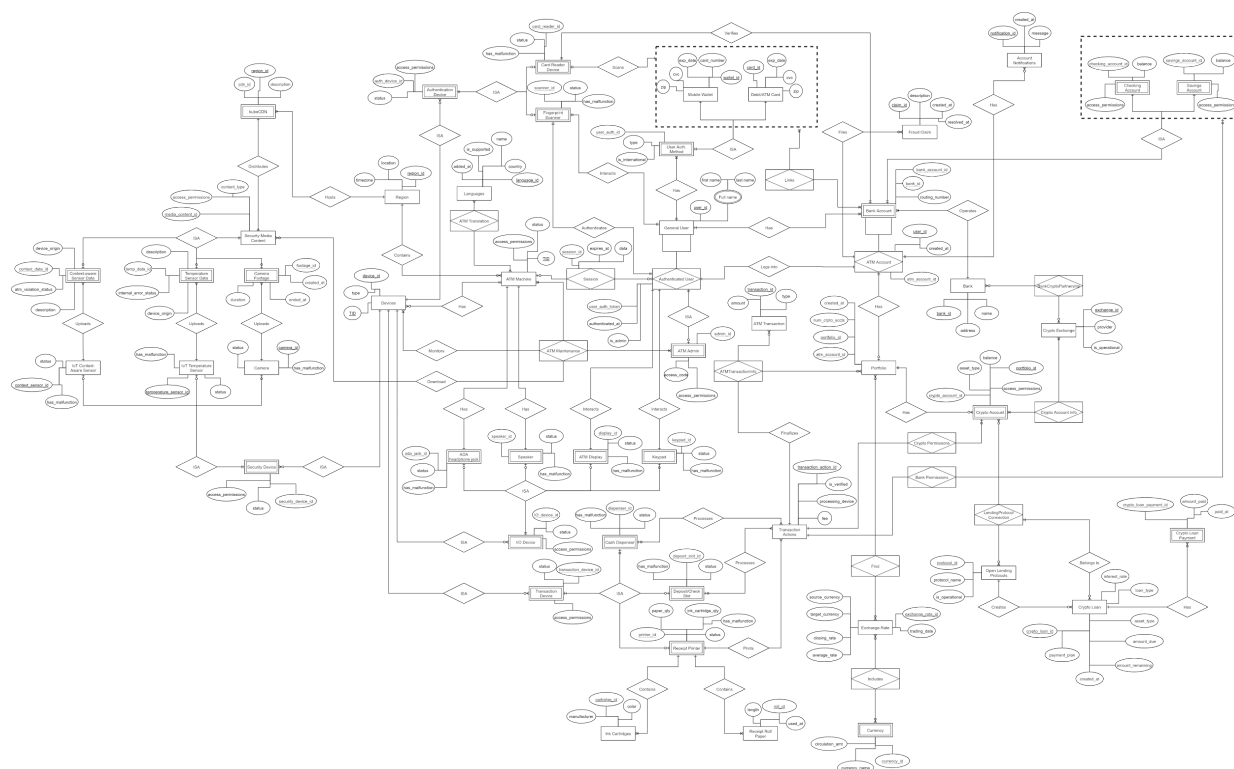 card_reader_id
status
has_malfunction
Card Reader Device
Verifies
Scans
exp_date
card_number
cvc
wallet_id
zip
Mobile Wallet
exp_date
card_id
cvc
zip
Debit/ATM Card
ISA
created_at
notification_id
message
Account Notifications
Has
checking_account_id
balance
Checking Account
access_permissions
savings_account_id
balance
Savings Account
access_permissions
ISA
region_id
cdn_id
description
kubeCDN
Distributes
Hosts
access_permissions
auth_device_id
status
Authentication Device
ISA
ISA
scanner_id
status
has_malfunction
Fingerprint Scanner
Interacts
user_auth_id
type
is_international
User Auth. Method
Has
first name
last name
Full name
user_id
General User
Has
Links
Files
description
claim_id
created_at
resolved_at
Fraud Claim
bank_account_id
bank_id
routing_number
Bank Account
Operates
user_id
created_at
atm_account_id
ATM Account
Has
location
timezone
region_id
Region
Contains
name
is_supported
added_at
country
language_id
Languages
ATM Translation
status
access_permissions
TID
ATM Machine
session_id
expires_at
data
Session
Authenticates
Authenticated User
Logs into
user_auth_token
authenticated_at
is_admin
ISA
admin_id
ATM Admin
access_code
access_permissions
content_type
access_permissions
media_content_id
Security Media Content
ISA
device_origin
context_data_id
atm_violation_status
description
Context-aware Sensor Data
Uploads
description
temp_data_id
internal_error_status
device_origin
Temperature Sensor Data
Uploads
footage_id
created_at
duration
ended_at
Camera Footage
Uploads
status
context_sensor_id
has_malfunction
IoT Context-Aware Sensor
has_malfunction
temperature_sensor_id
status
IoT Temperature Sensor
status
camera_id
has_malfunction
Camera
ISA
Security Device
access_permissions
status
security_device_id
ISA
device_id
type
TID
Devices
Has
Monitors
ATM Maintenance
Download
transaction_id
amount
type
ATM Transaction
ATMTransactionInfo
Finalizes
created_at
num_crpto_accts
portfolio_id
atm_account_id
Portfolio
Has
Bank
bank_id
name
address
BankCryptoPartnership
exchange_id
provider
is_operational
Crypto Exchange
balance
asset_type
portfolio_id
access_permissions
crypto_account_id
Crypto Account
Crypto Account Info
Has
Has
Interacts
Interacts
ada_jack_id
status
has_malfunction
ADA (headphone jack)
speaker_id
status
has_malfunction
Speaker
display_id
status
has_malfunction
ATM Display
keypad_id
status
has_malfunction
Keypad
ISA
I/O_device_id
status
access_permissions
I/O Device
ISA
Crypto Permissions
Bank Permissions
transaction_action_id
is_verified
processing_device
fee
Transaction Actions
dispenser_id
has_malfunction
status
Cash Dispenser
Processes
Processes
deposit_slot_id
has_malfunction
status
Deposit/Check Slot
ISA
transaction_device_id
status
access_permissions
Transaction Device
ISA
paper_qty
ink_cartridge_qty
has_malfunction
printer_id
status
Receipt Printer
Prints
Contains
Contains
cartridge_id
manufacturer
color
Ink Cartridges
length
roll_id
used_at
Receipt Roll Paper
Find
source_currency
target_currency
closing_rate
average_rate
exchange_rate_id
trading_date
Exchange Rate
Includes
Currency
circulation_amt
currency_name
currency_id
LendingProtocol Connection
protocol_id
protocol_name
is_operational
Open Lending Protocols
Creates
Belongs to
crypto_loan_payment_id
amount_paid
paid_at
Crypto Loan Payment
Has
interest_rate
loan_type
Crypto Loan
asset_type
crypto_loan_id
amount_due
payment_plan
amount_remaining
created_at